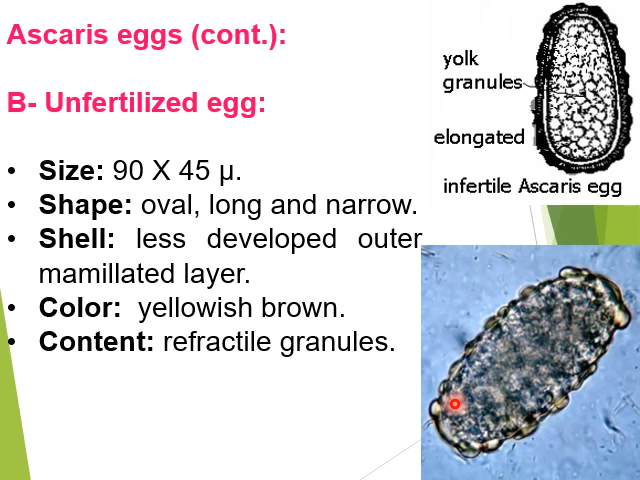 Ascaris eggs (cont.):
B- Unfertilized egg:
• Size: 90 X 45 µ.
• Shape: oval, long and narrow.
• Shell: less developed outer
mamillated layer.
• Color: yellowish brown.
• Content: refractile granules.
yolk
granules
elongated
infertile Ascaris egg